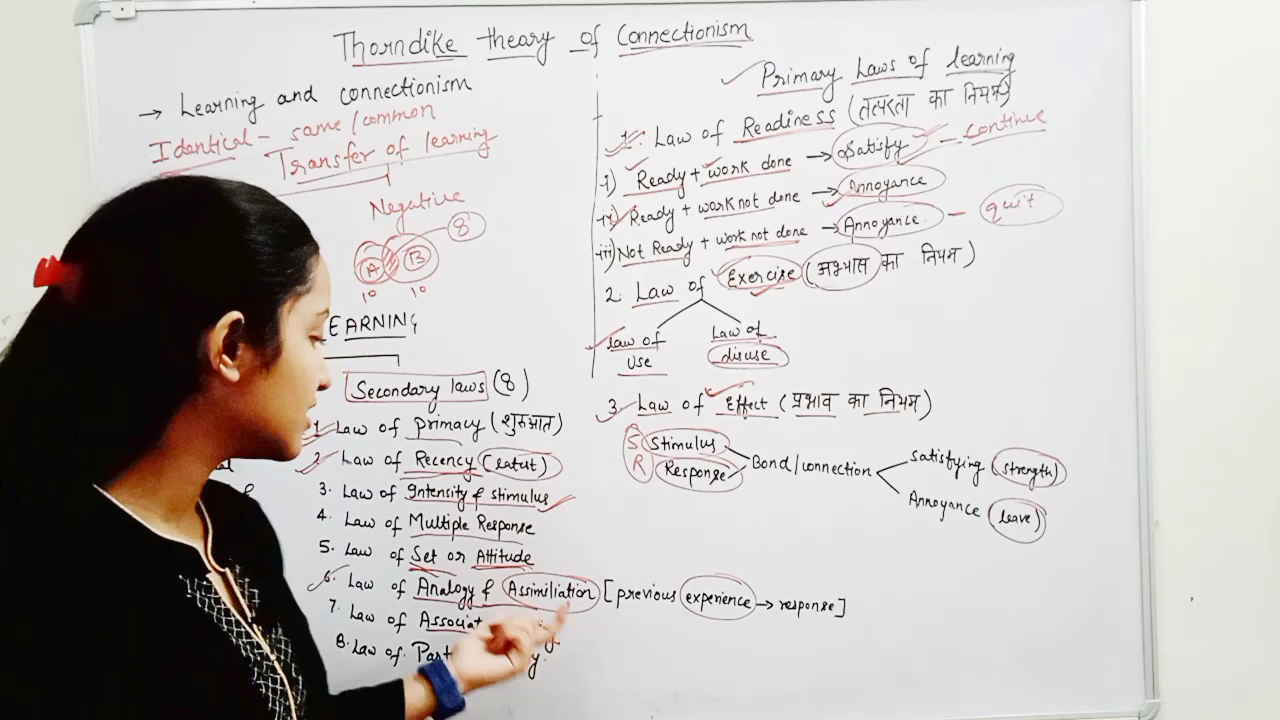 Thorndike theory of Connectionism
→ Learning and connectionism
Identical - same/common
Transfer of learning
Negative
8
A B
10 10
EARNING
Secondary laws (8)
1. Law of primacy (शुरुआत)
2. Law of Recency (latut)
3. Law of Intensity & stimulus
4. Law of Multiple Response
5. Law of Set or Attitude
6. Law of Analogy & Assimiliation [previous experience → response]
7. Law of Associat
8. Law of Part
Primary Laws of learning
1. Law of Readiness (तत्परता का नियम)
i) Ready + work done → Satisfy - Continue
ii) Ready + work not done → Annoyance
iii) Not Ready + work not done → Annoyance. - quit
2. Law of Exercise (अभ्यास का नियम)
Law of Use
Law of disuse
3. Law of Effect (प्रभाव का नियम)
S Stimulus
R Response
Bond/connection
satisfying (strength)
Annoyance (leave)